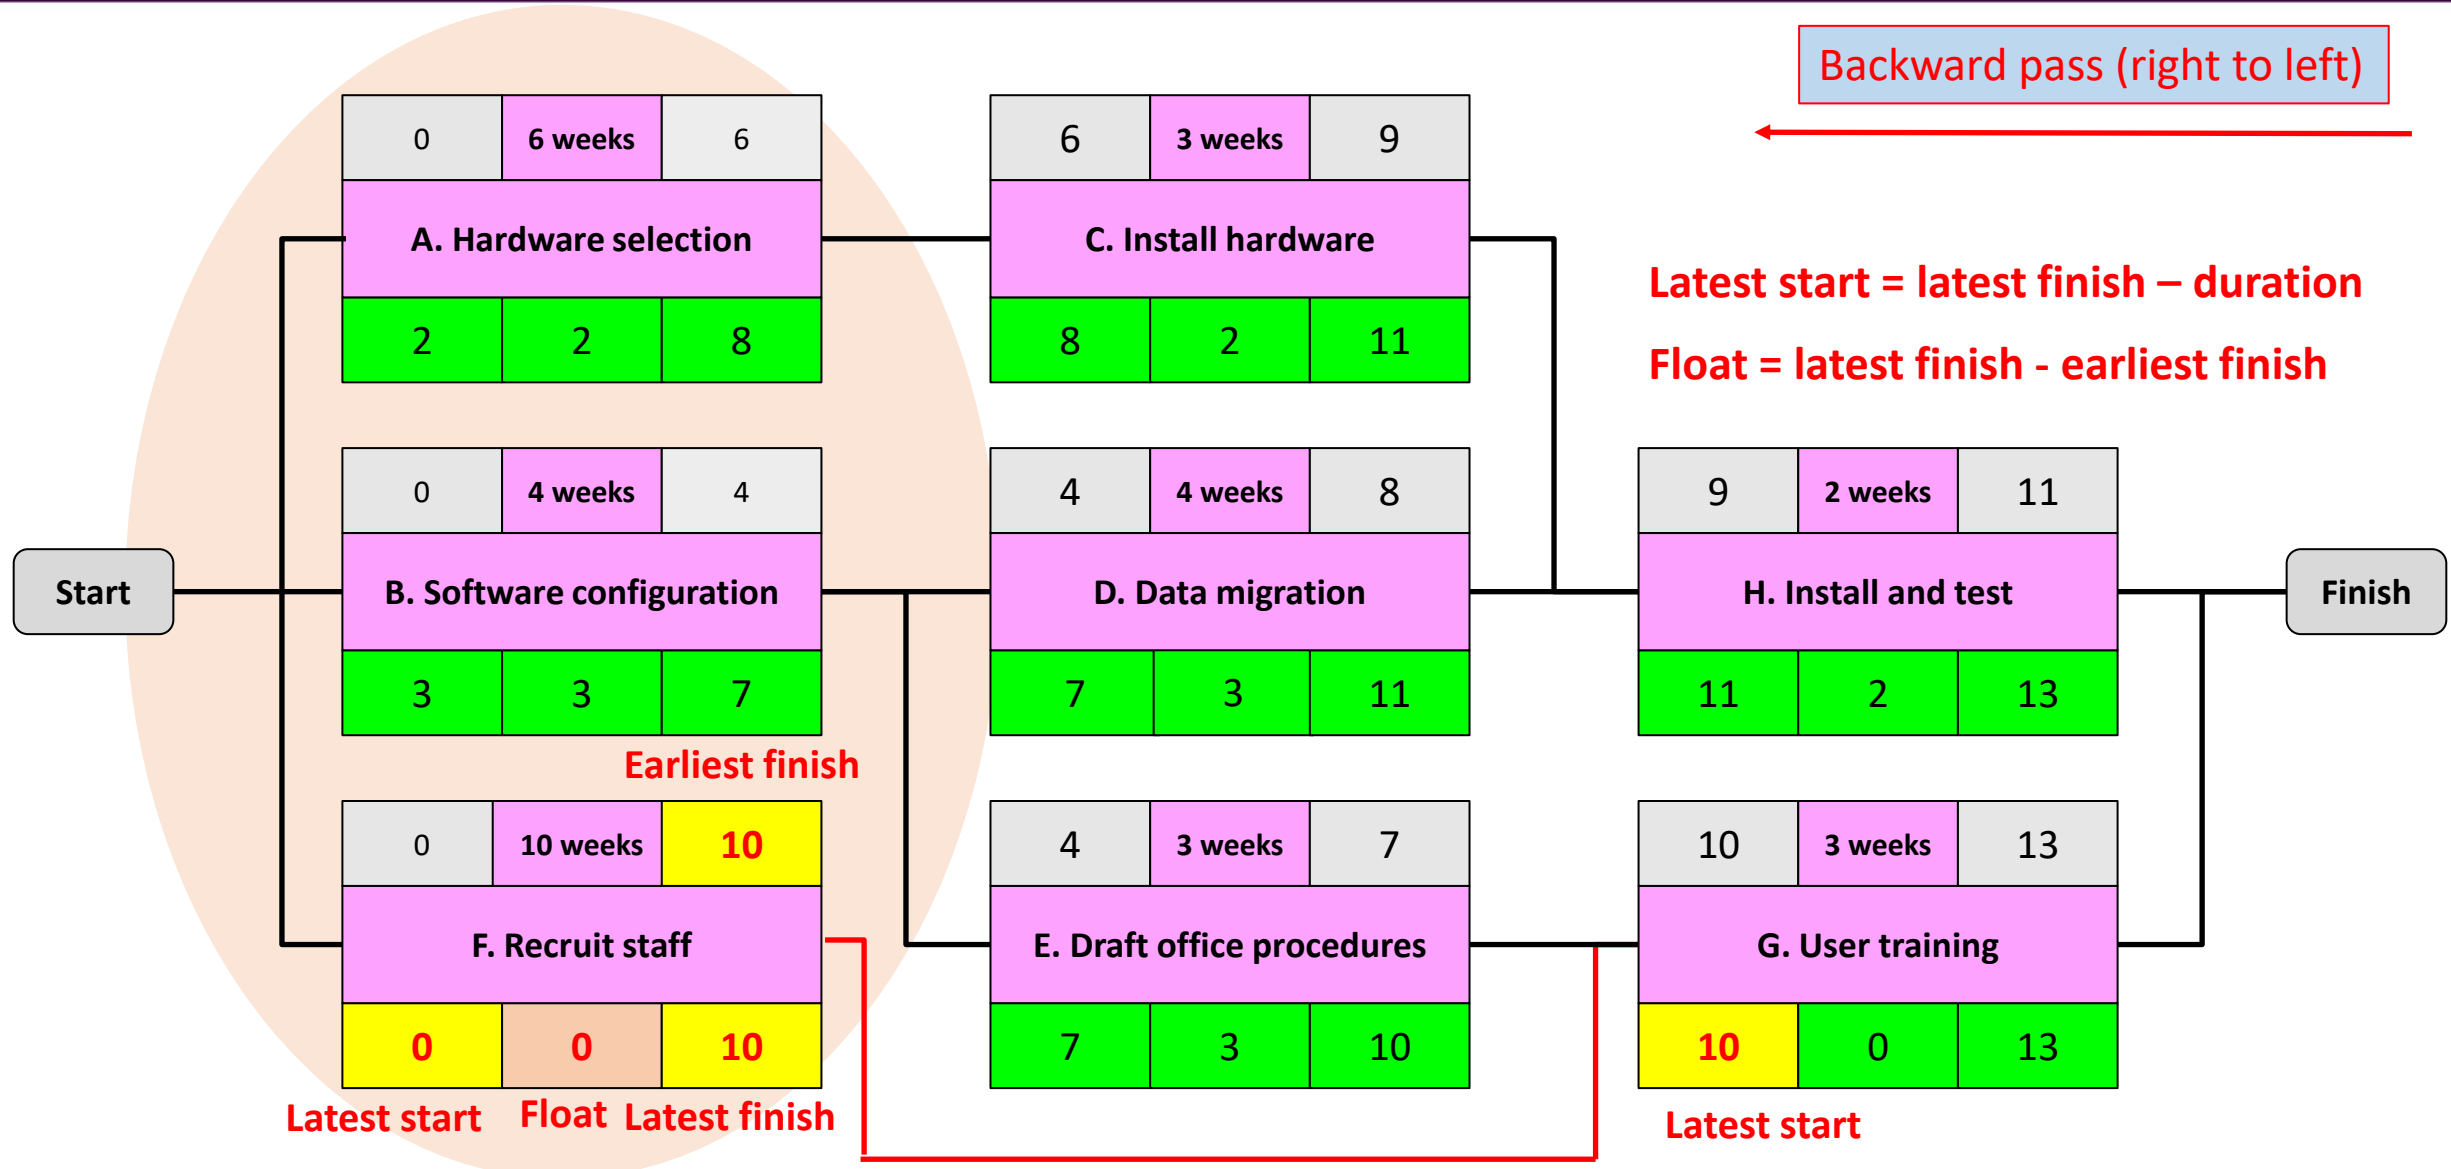 Backward pass (right to left)
0 6 weeks 6
A. Hardware selection
2 2 8
6 3 weeks 9
C. Install hardware
8 2 11
Latest start = latest finish – duration
Float = latest finish - earliest finish
Start
0 4 weeks 4
B. Software configuration
3 3 7
4 4 weeks 8
D. Data migration
7 3 11
9 2 weeks 11
H. Install and test
11 2 13
Finish
Earliest finish
0 10 weeks 10
F. Recruit staff
0 0 10
Latest start Float Latest finish
4 3 weeks 7
E. Draft office procedures
7 3 10
10 3 weeks 13
G. User training
10 0 13
Latest start